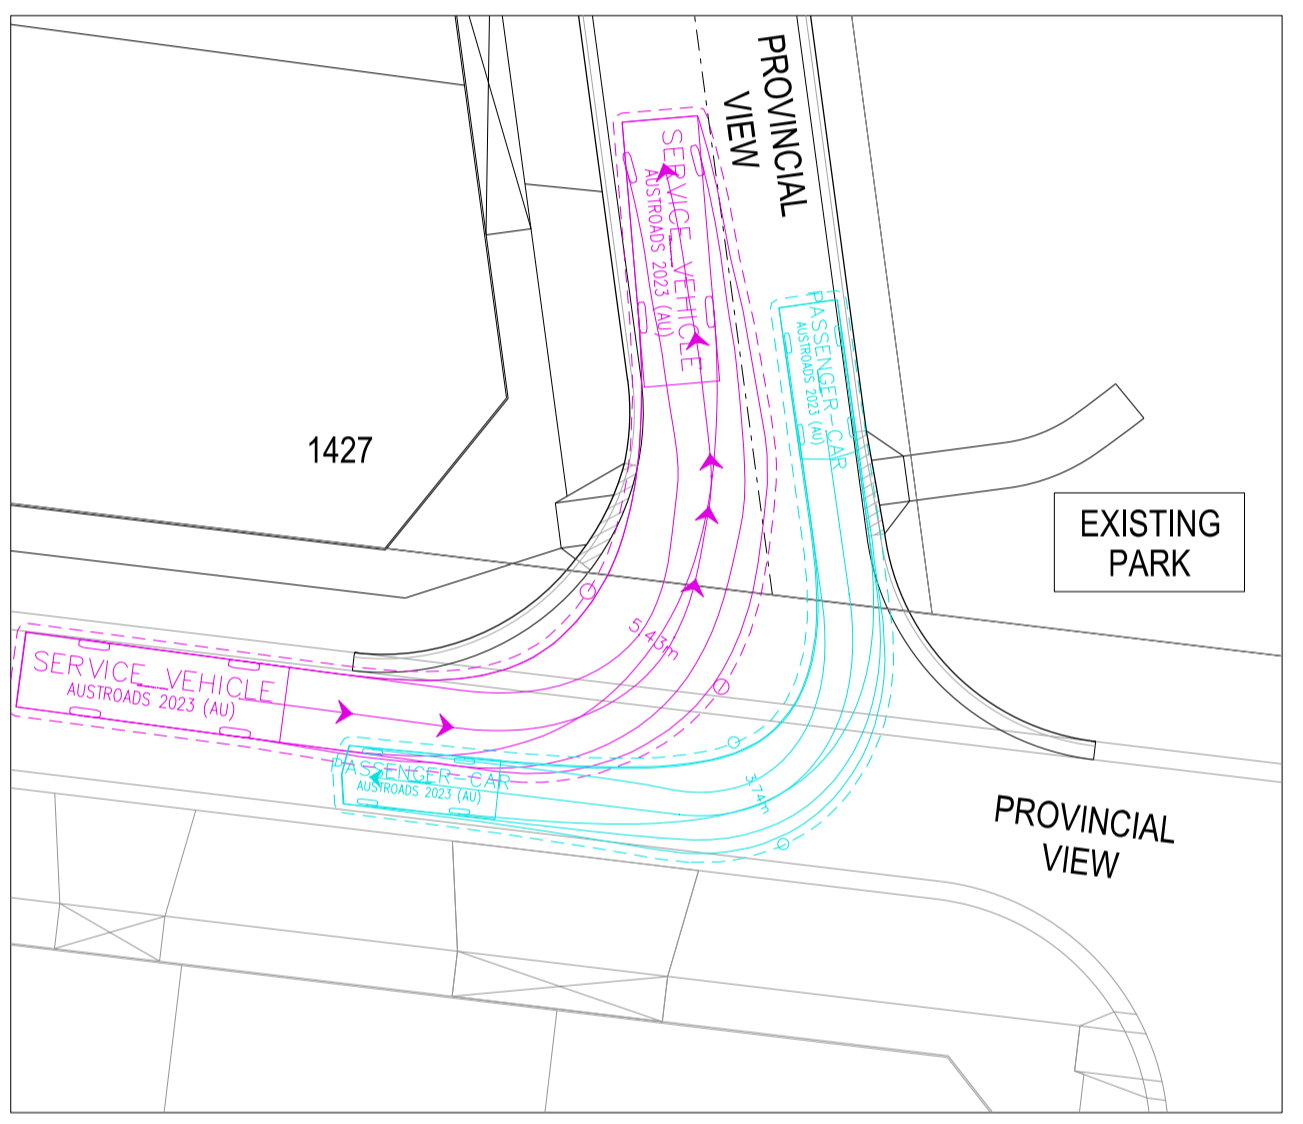 PROVINCIAL
VIEW
SERVICE VEHICLE
AUSTROADS 2023 (AU)
PASSENGER-CAR
AUSTROADS 2023 (AU)
1427
EXISTING
PARK
5.43m
SERVICE VEHICLE
AUSTROADS 2023 (AU)
PASSENGER-CAR
AUSTROADS 2023 (AU)
3.74m
PROVINCIAL
VIEW